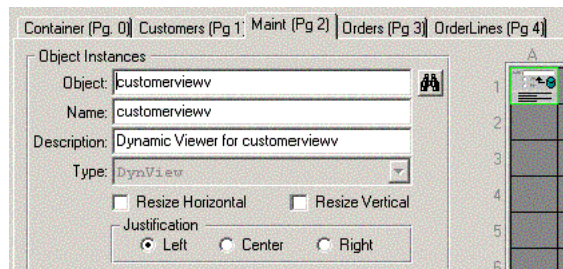 Container (Pg. 0) Customers (Pg 1) Maint (Pg 2) Orders (Pg 3) OrderLines (Pg 4)
Object Instances
A
Object: customerviewv
1
Name: customerviewv
2
Description: Dynamic Viewer for customerviewv
3
Type: DynView
4
Resize Horizontal Resize Vertical
Justification
5
Left Center Right
6